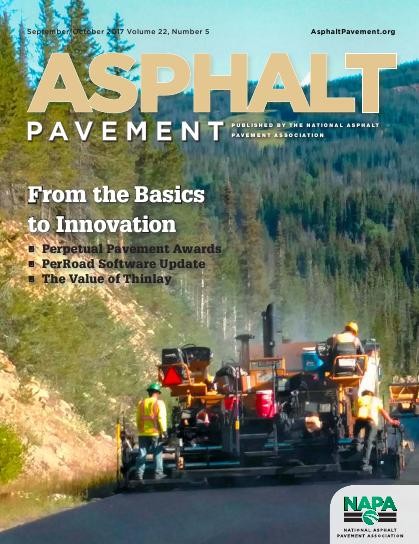 September/October 2017 Volume 22, Number 5
AsphaltPavement.org
ASPHALT
PAVEMENT
PUBLISHED BY THE NATIONAL ASPHALT
PAVEMENT ASSOCIATION
From the Basics
to Innovation
Perpetual Pavement Awards
PerRoad Software Update
The Value of Thinlay
NAPA
NATIONAL ASPHALT
PAVEMENT ASSOCIATION